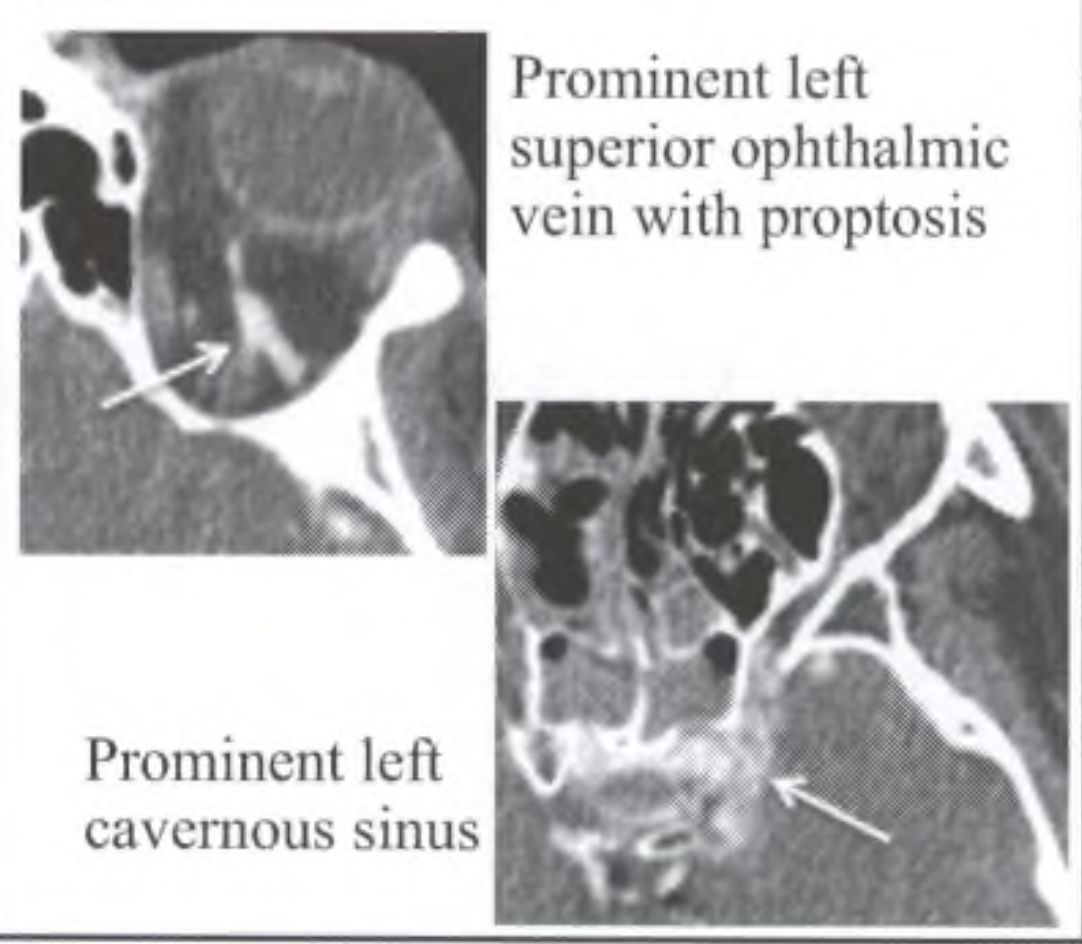 Prominent left
superior ophthalmic
vein with proptosis
Prominent left
cavernous sinus